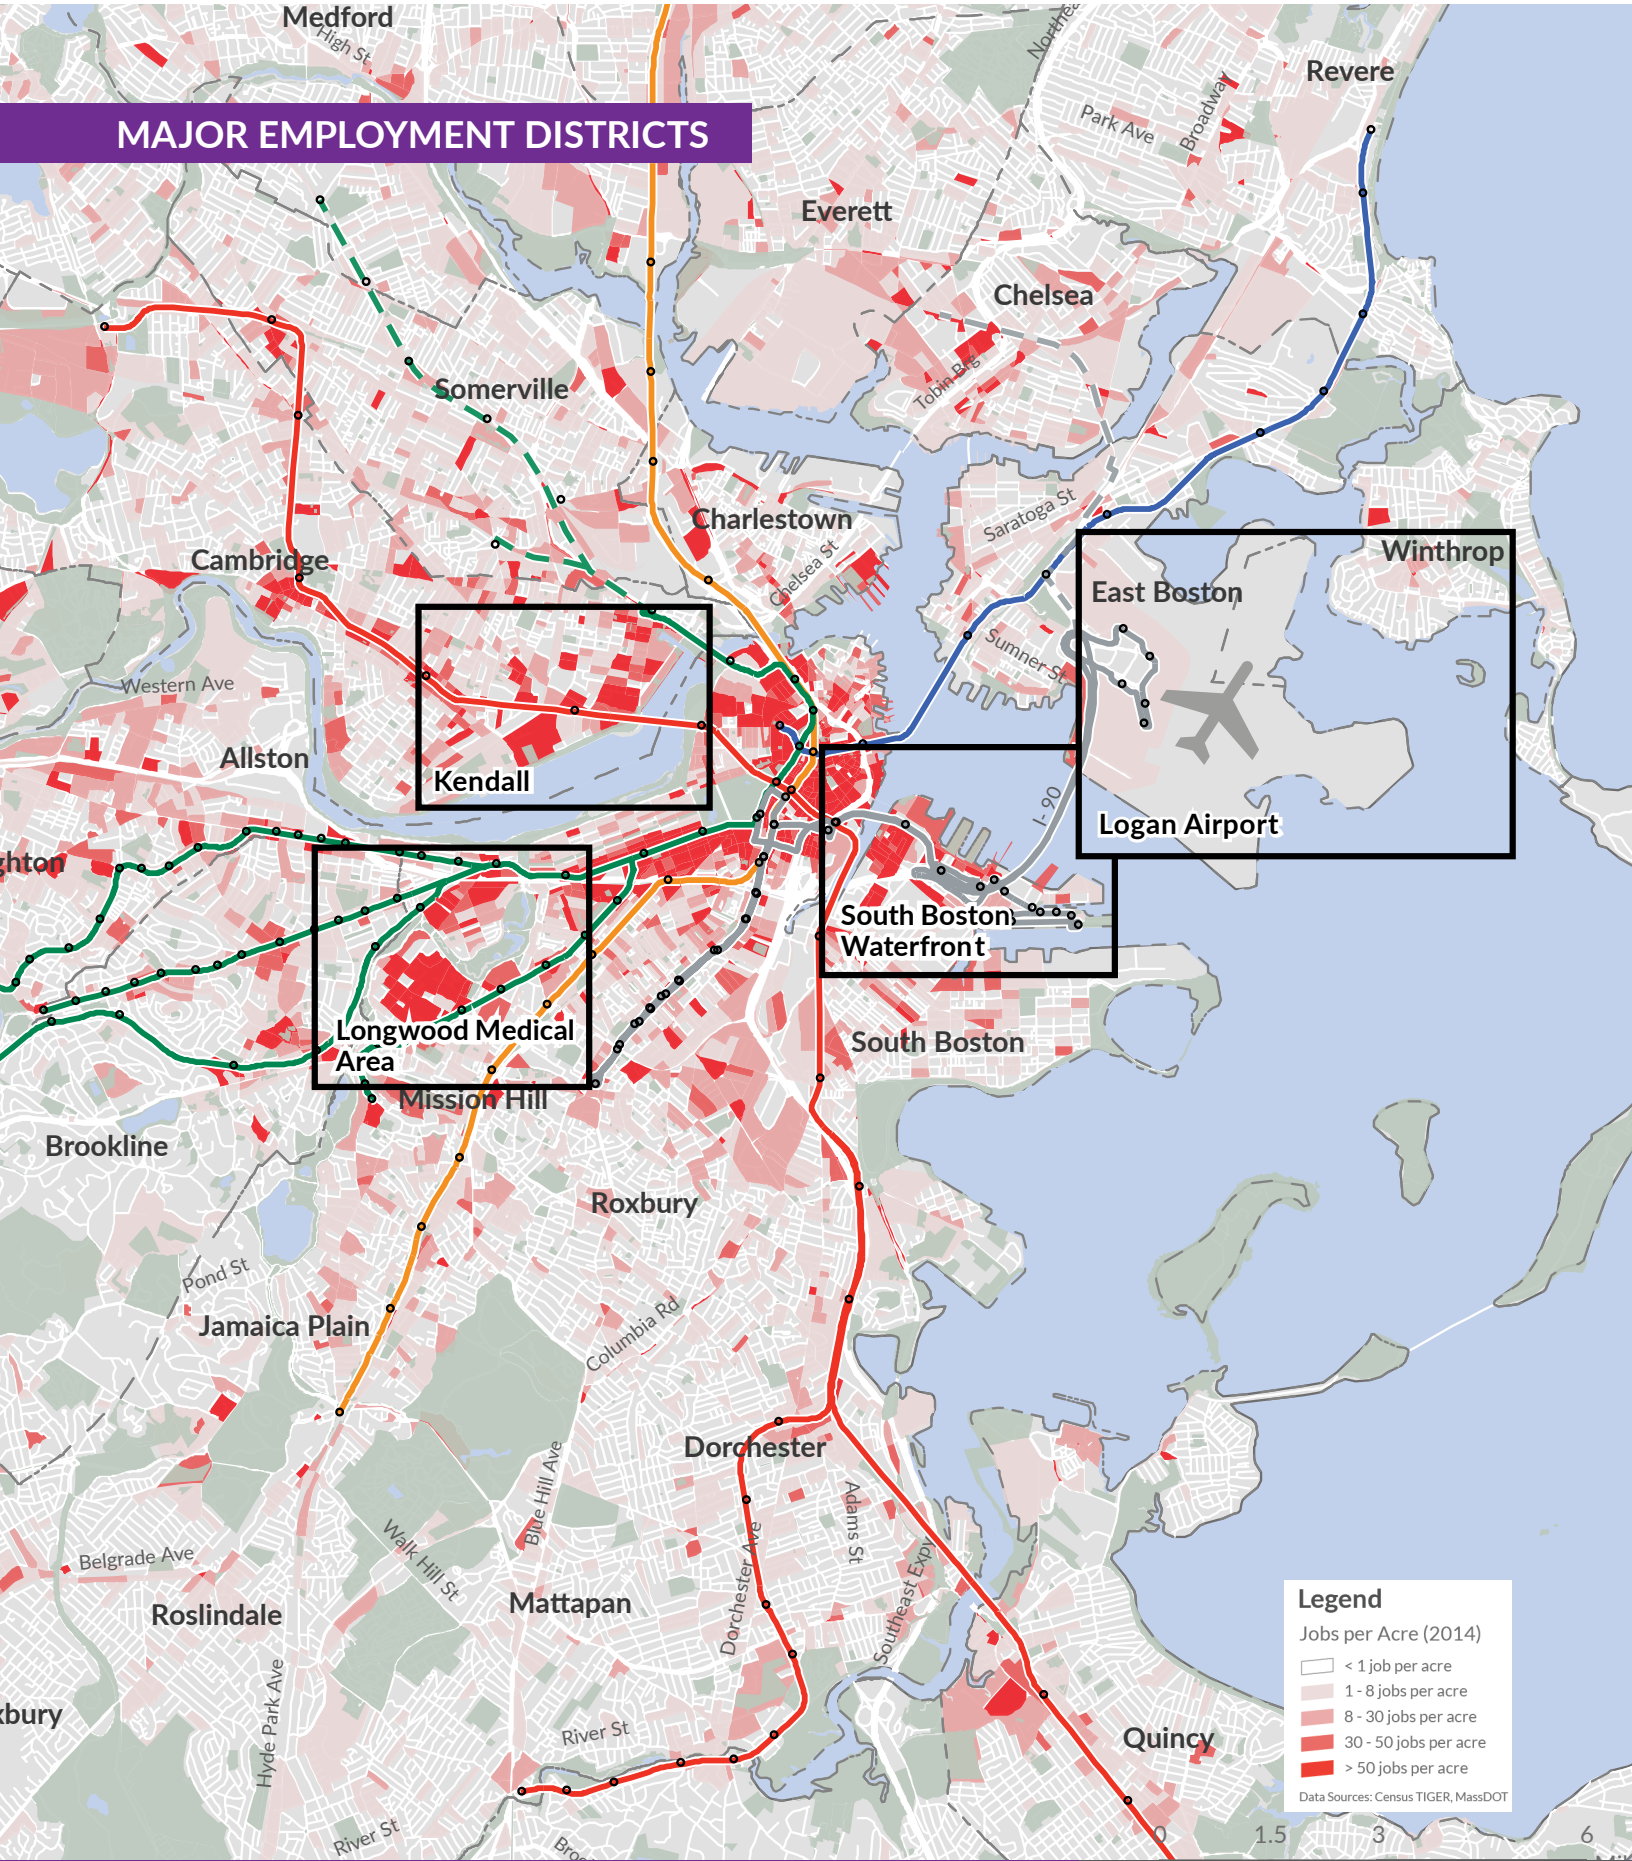 Medford
High St
Northea
Revere
MAJOR EMPLOYMENT DISTRICTS
Park Ave
Broadway
Everett
Chelsea
Tobin Brg
Somerville
Saratoga St
Charlestown
Chelsea St
Cambridge
Winthrop
East Boston
Sumner St
Western Ave
Allston
Kendall
I-90
Logan Airport
ghton
South Boston
Waterfront
Longwood Medical
Area
South Boston
Mission Hill
Brookline
Roxbury
Pond St
Jamaica Plain
Columbia Rd
Dorchester
Blue Hill Ave
Adams St
Walk Hill St
Belgrade Ave
Dorchester Ave
Southeast Expy
Mattapan
Roslindale
Hyde Park Ave
xbury
River St
Quincy
River St
Legend
Jobs per Acre (2014)
< 1 job per acre
1 - 8 jobs per acre
8 - 30 jobs per acre
30 - 50 jobs per acre
> 50 jobs per acre
Data Sources: Census TIGER, MassDOT
0 1.5 3 6